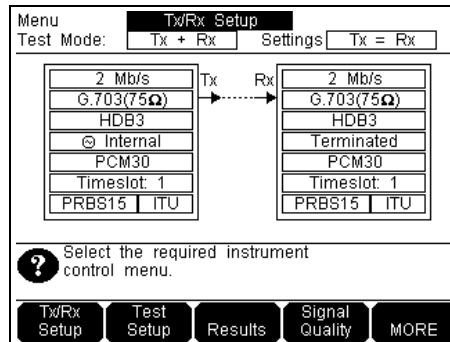 Menu Tx/Rx Setup
Test Mode: Tx + Rx Settings Tx = Rx
2 Mb/s Tx Rx 2 Mb/s
G.703(75Ω) G.703(75Ω)
HDB3 HDB3
Internal Terminated
PCM30 PCM30
Timeslot: 1 Timeslot: 1
PRBS15 ITU PRBS15 ITU
? Select the required instrument
control menu.
Tx/Rx Setup Test Setup Results Signal Quality MORE